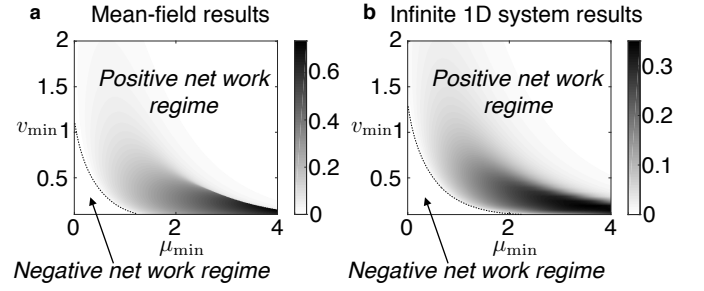 a Mean-field results
2
1.5
v_min 1
0.5
0 2 4
μ_min
0.6
0.4
0.2
0
Positive net work
regime
Negative net work regime
b Infinite 1D system results
2
1.5
v_min 1
0.5
0 2 4
μ_min
0.3
0.2
0.1
0
Positive net work
regime
Negative net work regime